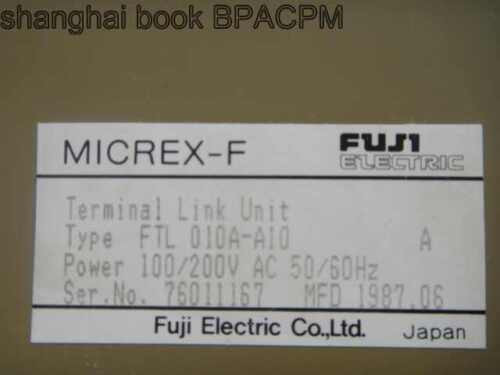 shanghai book BPACPM
MICREX-F FUJI ELECTRIC
Terminal Link Unit
Type FTL 010A-A10 A
Power 100/200V AC 50/60Hz
Ser.No. 76011167 MFD 1987.06
Fuji Electric Co.,Ltd. Japan